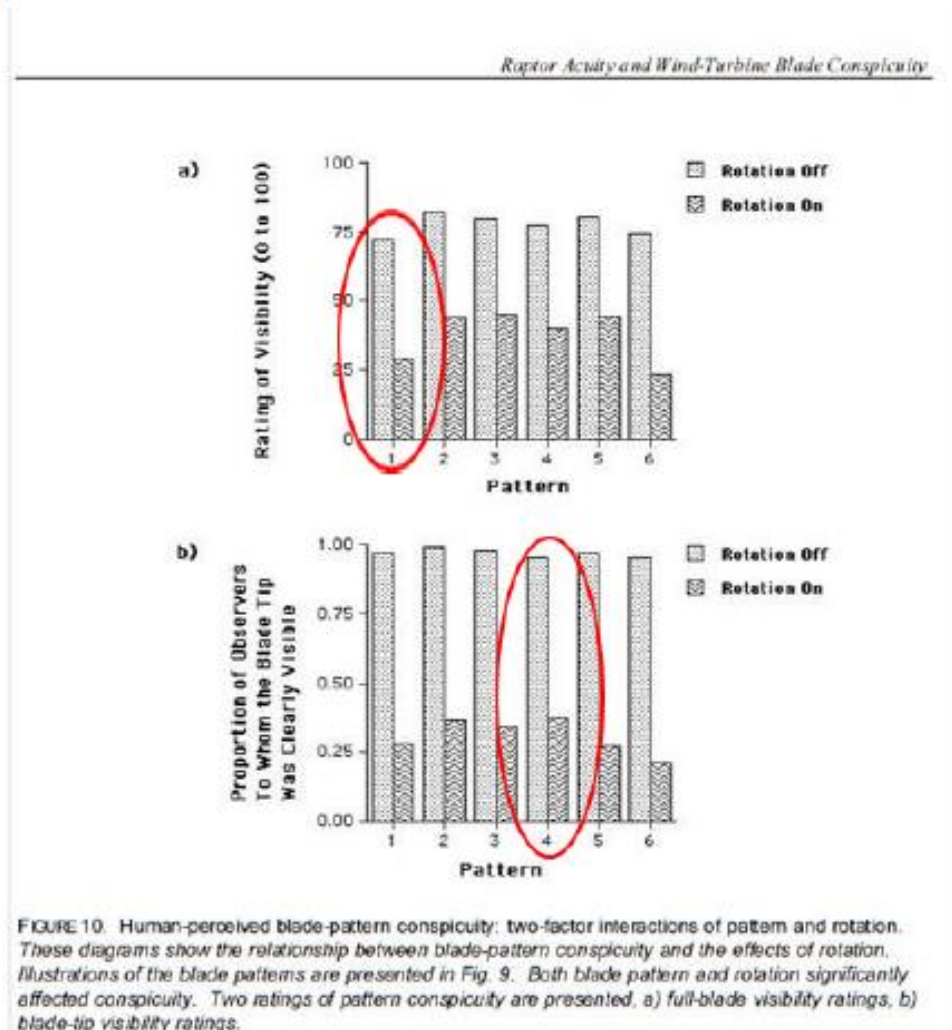 Raptor Acuity and Wind-Turbine Blade Conspicuity
a)
Rating of Visibility (0 to 100)
100
75
50
25
0
1 2 3 4 5 6
Pattern
Rotation Off
Rotation On
b)
Proportion of Observers
To Whom the Blade Tip
Was Clearly Visible
1.00
0.75
0.50
0.25
0.00
1 2 3 4 5 6
Pattern
Rotation Off
Rotation On
FIGURE 10. Human-perceived blade-pattern conspicuity: two-factor interactions of pattern and rotation.
These diagrams show the relationship between blade-pattern conspicuity and the effects of rotation.
Illustrations of the blade patterns are presented in Fig. 9. Both blade pattern and rotation significantly
affected conspicuity. Two ratings of pattern conspicuity are presented, a) full-blade visibility ratings, b)
blade-tip visibility ratings.